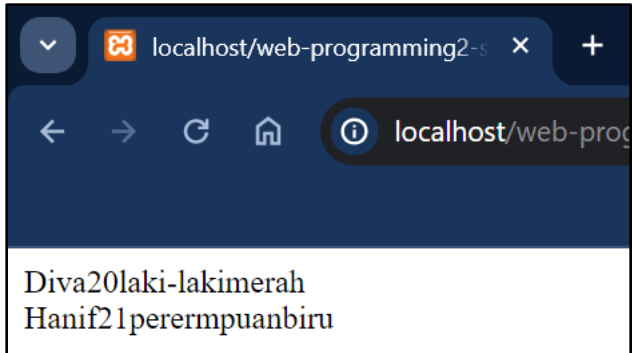 localhost/web-programming2-s
localhost/web-prog
Diva20laki-lakimerah
Hanif21perermpuanbiru